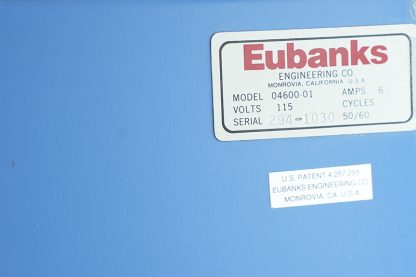 Eubanks
ENGINEERING CO.
MONROVIA, CALIFORNIA U.S.A.
MODEL 04600-01 AMPS 6
VOLTS 115 CYCLES
SERIAL 294-1030 50/60
U.S. PATENT 4,257,295
EUBANKS ENGINEERING CO.
MONROVIA, CA. U.S.A.